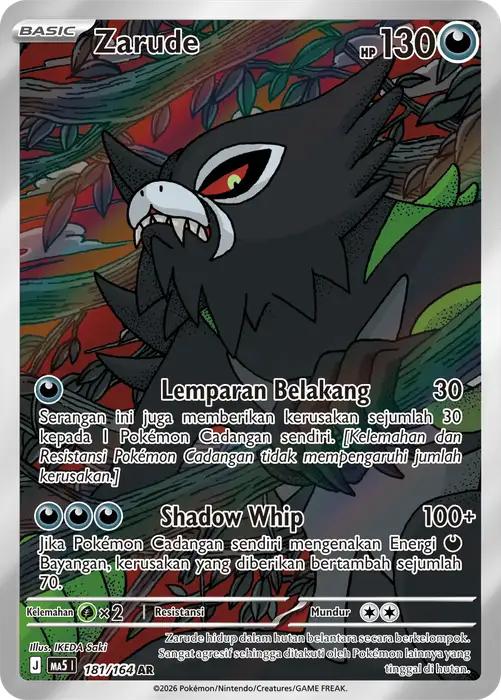 BASIC Zarude HP 130
Lemparan Belakang 30
Serangan ini juga memberikan kerusakan sejumlah 30
kepada 1 Pokémon Cadangan sendiri. [Kelemahan dan
Resistansi Pokémon Cadangan tidak mempengaruhi jumlah
kerusakan.]
Shadow Whip 100+
Jika Pokémon Cadangan sendiri mengenakan Energi
Bayangan, kerusakan yang diberikan bertambah sejumlah
70.
Kelemahan ×2 Resistansi Mundur
Illus. IKEDA Saki
Zarude hidup dalam hutan belantara secara berkelompok.
Sangat agresif sehingga ditakuti oleh Pokémon lainnya yang
tinggal di hutan.
J MA5 I 181/164 AR
©2026 Pokémon/Nintendo/Creatures/GAME FREAK.